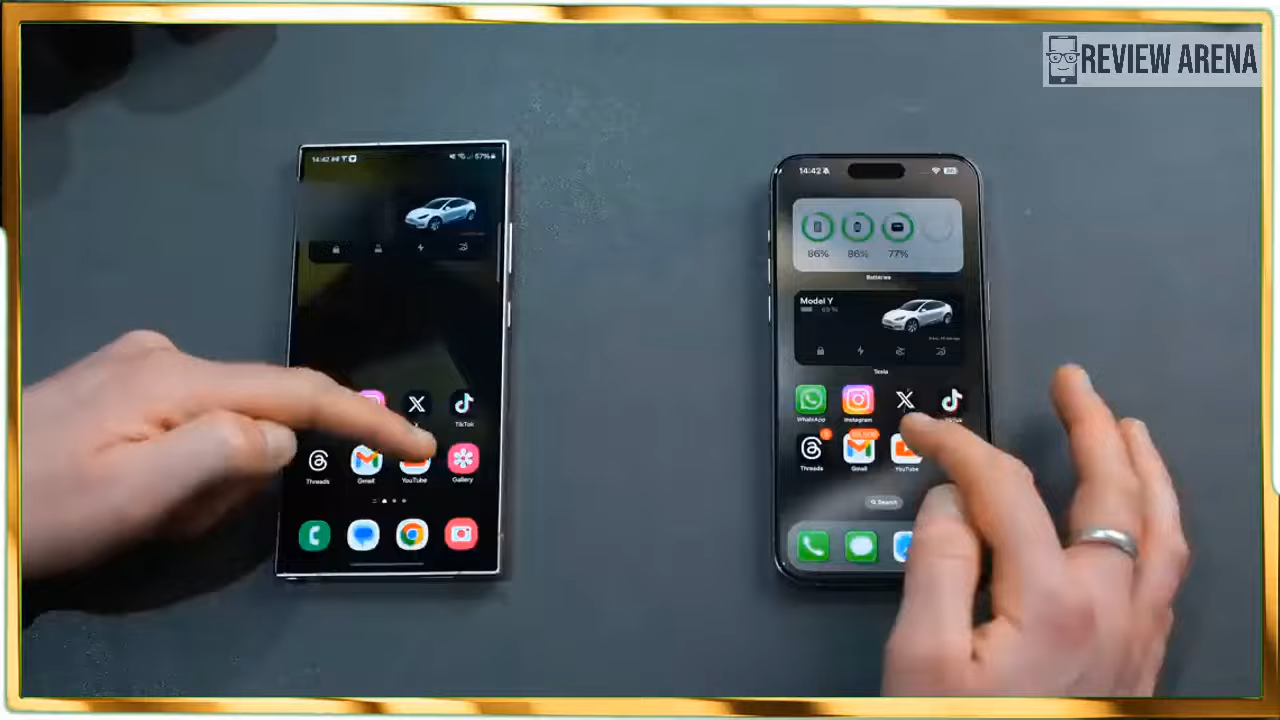 REVIEW ARENA
14:42
57%
TikTok
Threads
Gmail
YouTube
Gallery
14:42
86%
86%
77%
Batteries
Model Y
69 %
Tesla
WhatsApp
Instagram
Threads
Gmail
YouTube
Search